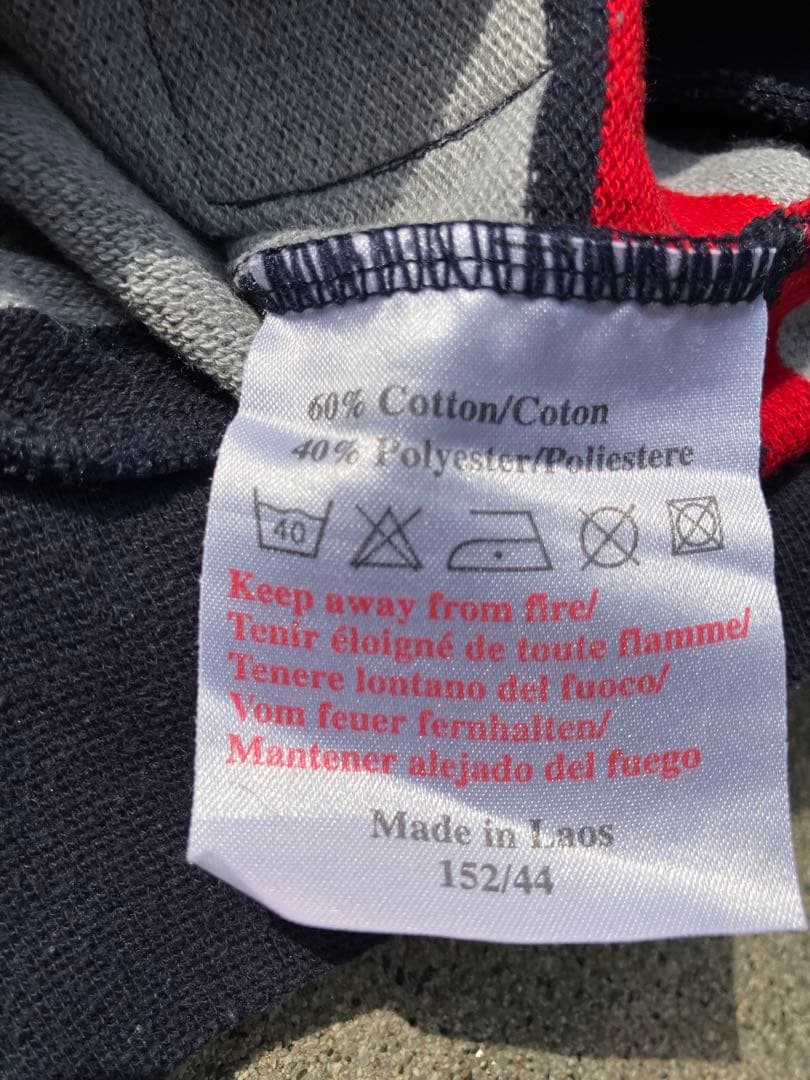 60% Cotton/Coton
40% Polyester/Poliestere
40
Keep away from fire/
Tenir éloigné de toute flamme/
Tenere lontano del fuoco/
Vom feuer fernhalten/
Mantener alejado del fuego
Made in Laos
152/44